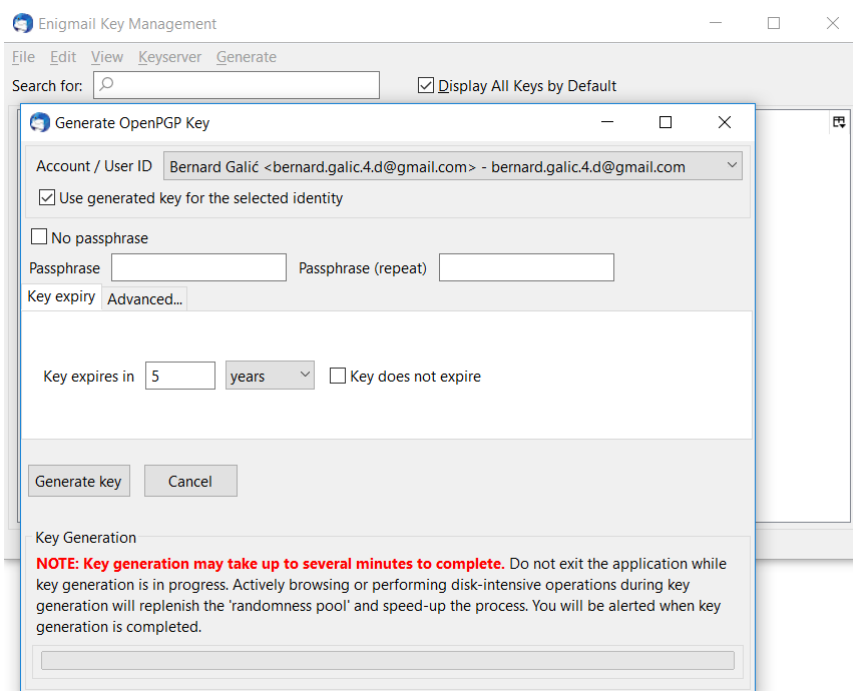 Enigmail Key Management
File Edit View Keyserver Generate
Search for: Display All Keys by Default
Generate OpenPGP Key
Account / User ID Bernard Galić <bernard.galic.4.d@gmail.com> - bernard.galic.4.d@gmail.com
Use generated key for the selected identity
No passphrase
Passphrase Passphrase (repeat)
Key expiry Advanced...
Key expires in 5 years Key does not expire
Generate key Cancel
Key Generation
NOTE: Key generation may take up to several minutes to complete. Do not exit the application while
key generation is in progress. Actively browsing or performing disk-intensive operations during key
generation will replenish the 'randomness pool' and speed-up the process. You will be alerted when key
generation is completed.